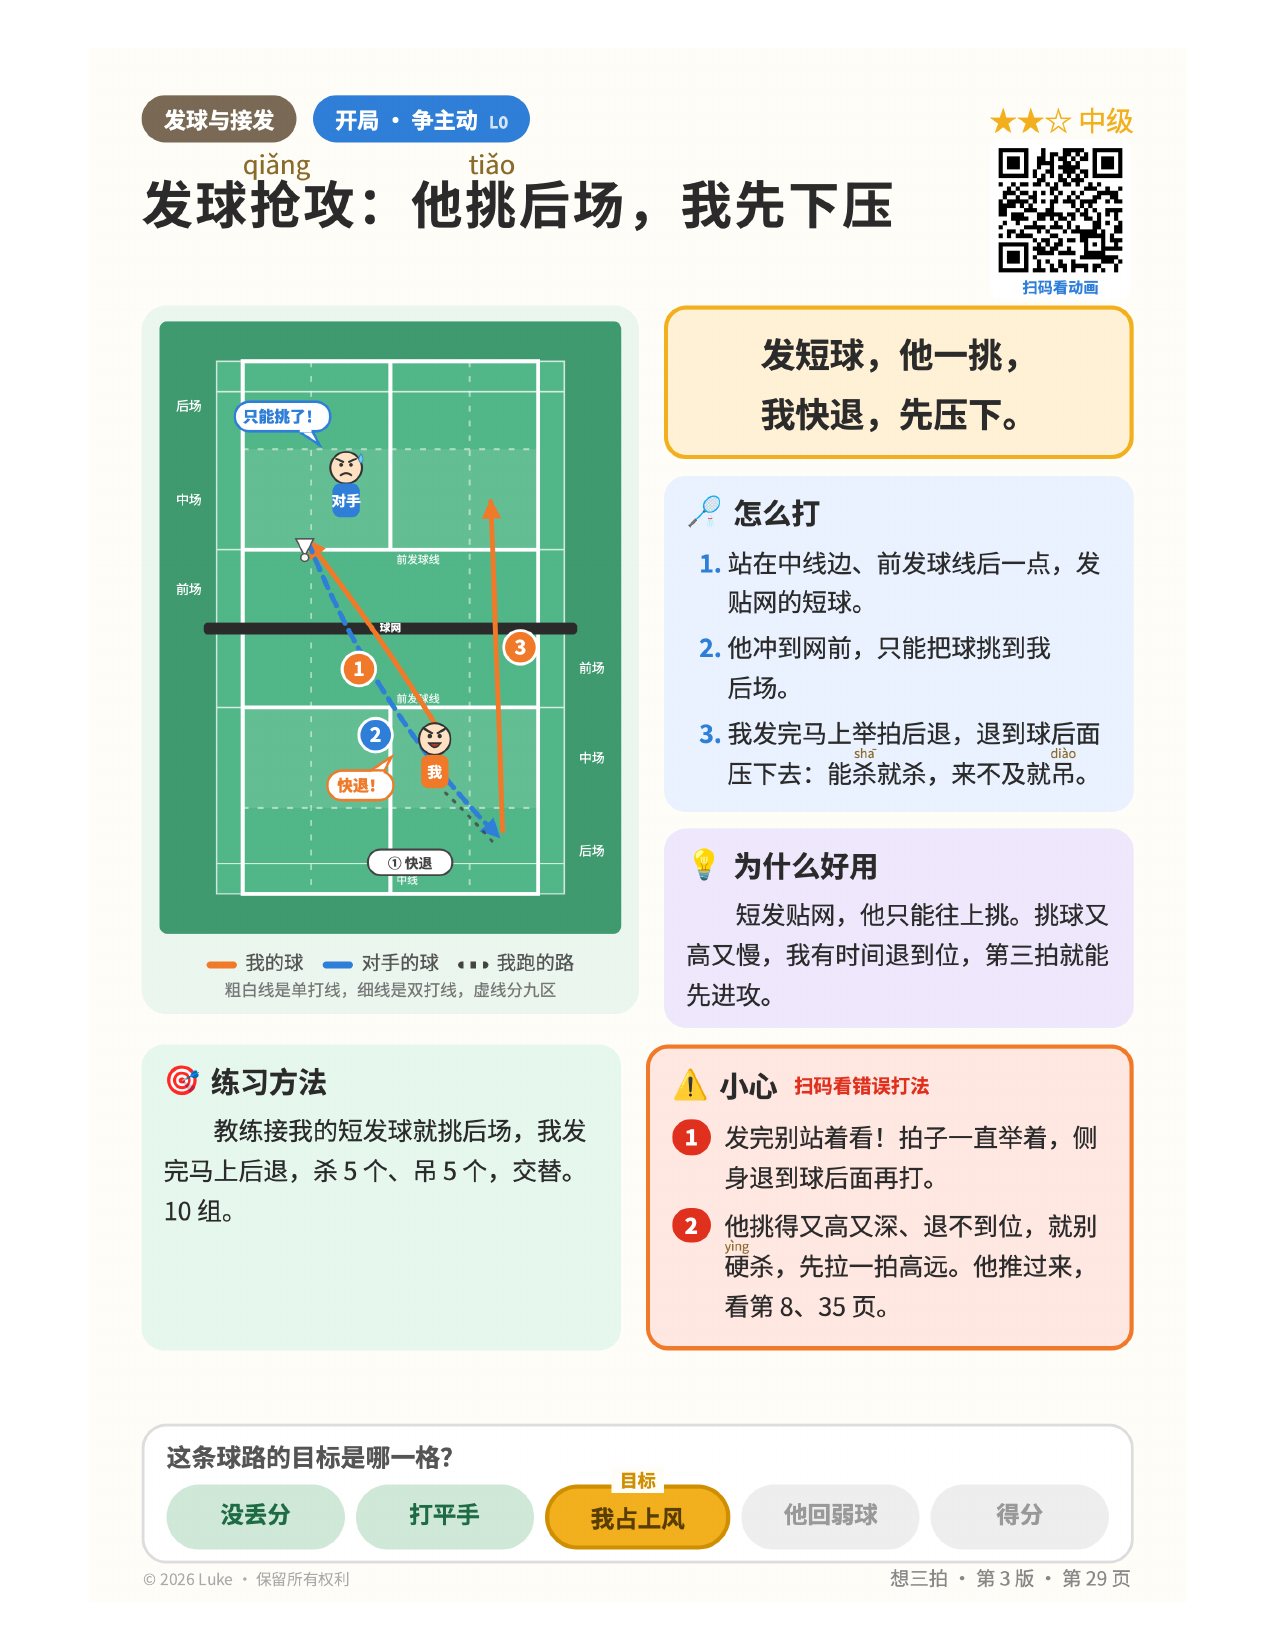 发球与接发
开局 · 争主动 L0
★★☆ 中级
qiǎng tiǎo
发球抢攻：他挑后场，我先下压
扫码看动画
后场
只能挑了！
中场
对手
前发球线
前场
球网
3
1
前场
前发球线
2
我
中场
快退！
后场
① 快退
中线
我的球 对手的球 我跑的路
粗白线是单打线，细线是双打线，虚线分九区
发短球，他一挑，
我快退，先压下。
怎么打
1. 站在中线边、前发球线后一点，发
贴网的短球。
2. 他冲到网前，只能把球挑到我
后场。
3. 我发完马上举拍后退，退到球后面
shā diào
压下去：能杀就杀，来不及就吊。
为什么好用
短发贴网，他只能往上挑。挑球又
高又慢，我有时间退到位，第三拍就能
先进攻。
练习方法
教练接我的短发球就挑后场，我发
完马上后退，杀 5 个、吊 5 个，交替。
10 组。
小心 扫码看错误打法
1 发完别站着看！拍子一直举着，侧
身退到球后面再打。
2 他挑得又高又深、退不到位，就别
yìng
硬杀，先拉一拍高远。他推过来，
看第 8、35 页。
这条球路的目标是哪一格？
目标
没丢分 打平手 我占上风 他回弱球 得分
© 2026 Luke · 保留所有权利
想三拍 · 第 3 版 · 第 29 页